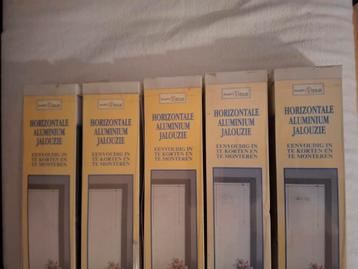 HORIZONTALE
ALUMINIUM
JALOUZIE
EENVOUDIG IN
TE KORTEN EN
TE MONTEREN
HORIZONTALE
ALUMINIUM
JALOUZIE
EENVOUDIG IN
TE KORTEN EN
TE MONTEREN
HORIZONTALE
ALUMINIUM
JALOUZIE
EENVOUDIG IN
TE KORTEN EN
TE MONTEREN
HORIZONTALE
ALUMINIUM
JALOUZIE
EENVOUDIG IN
TE KORTEN EN
TE MONTEREN
HORIZONTALE
ALUMINIUM
JALOUZIE
EENVOUDIG IN
TE KORTEN EN
TE MONTEREN